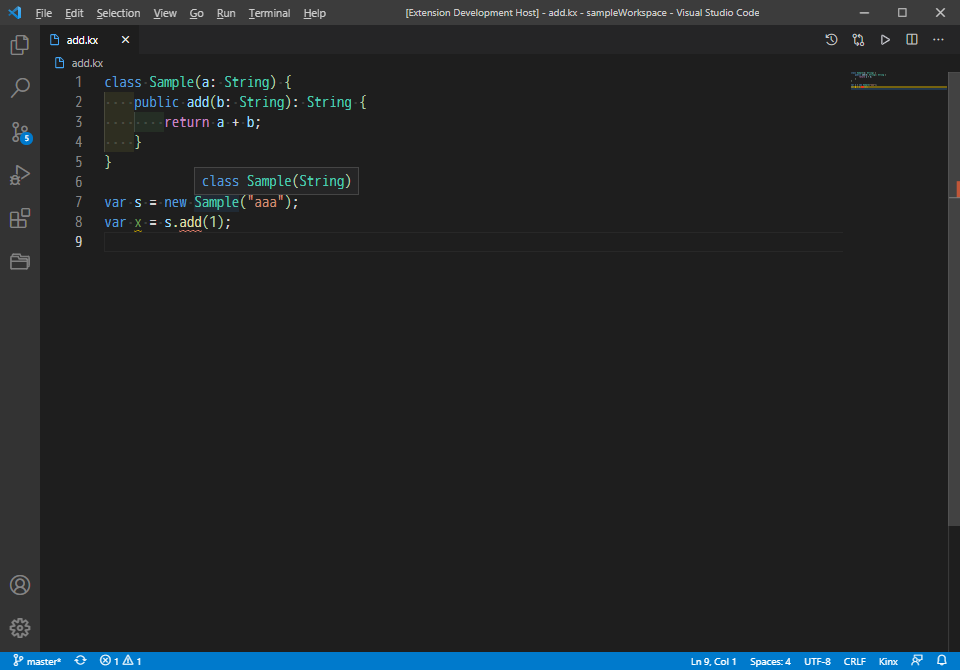 File Edit Selection View Go Run Terminal Help [Extension Development Host] - add.kx - sampleWorkspace - Visual Studio Code
add.kx
add.kx
1 class Sample(a: String) {
2 public add(b: String): String {
3 return a + b;
4 }
5 }
6
class Sample(String)
7 var s = new Sample("aaa");
8 var x = s.add(1);
9
5
master* 1 1 Ln 9, Col 1 Spaces: 4 UTF-8 CRLF Kinx